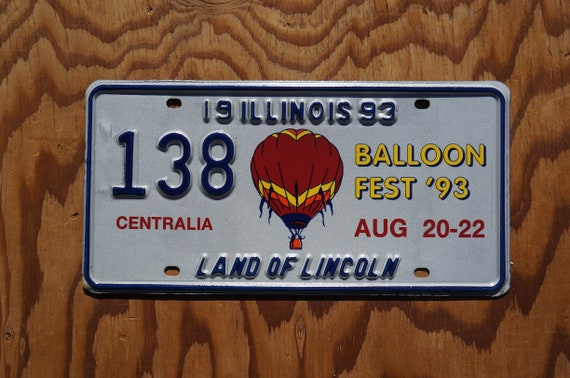 19 ILLINOIS 93
138
BALLOON
FEST '93
CENTRALIA
AUG 20-22
LAND OF LINCOLN